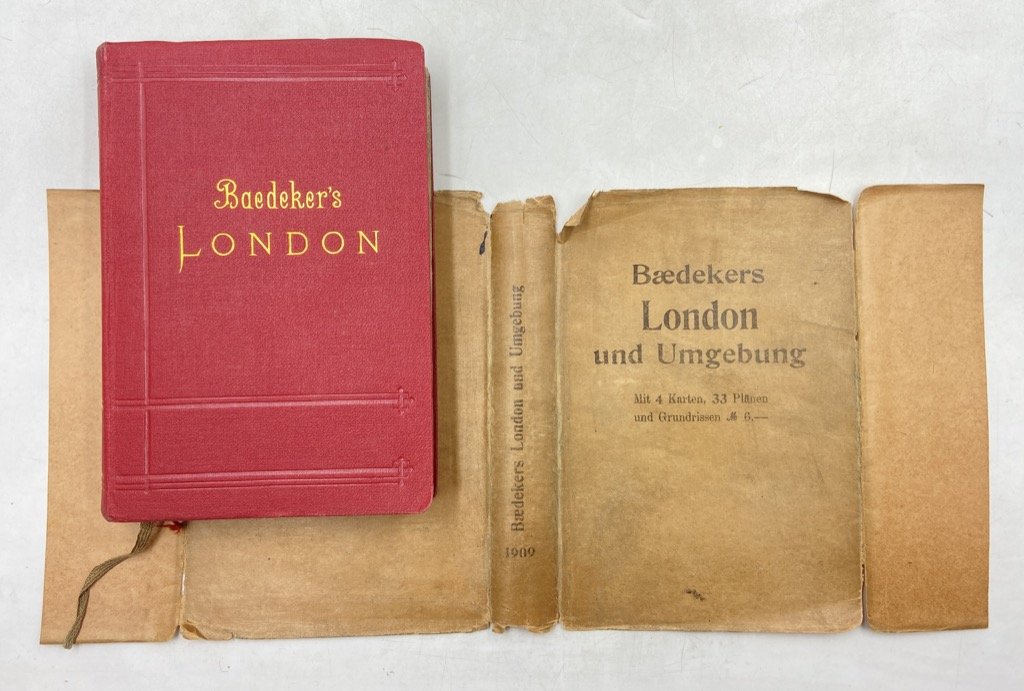 Baedeker's
LONDON
Bædekers London und Umgebung
1909
Bædekers
London
und Umgebung
Mit 4 Karten, 33 Plänen
und Grundrissen ℳ 6.—